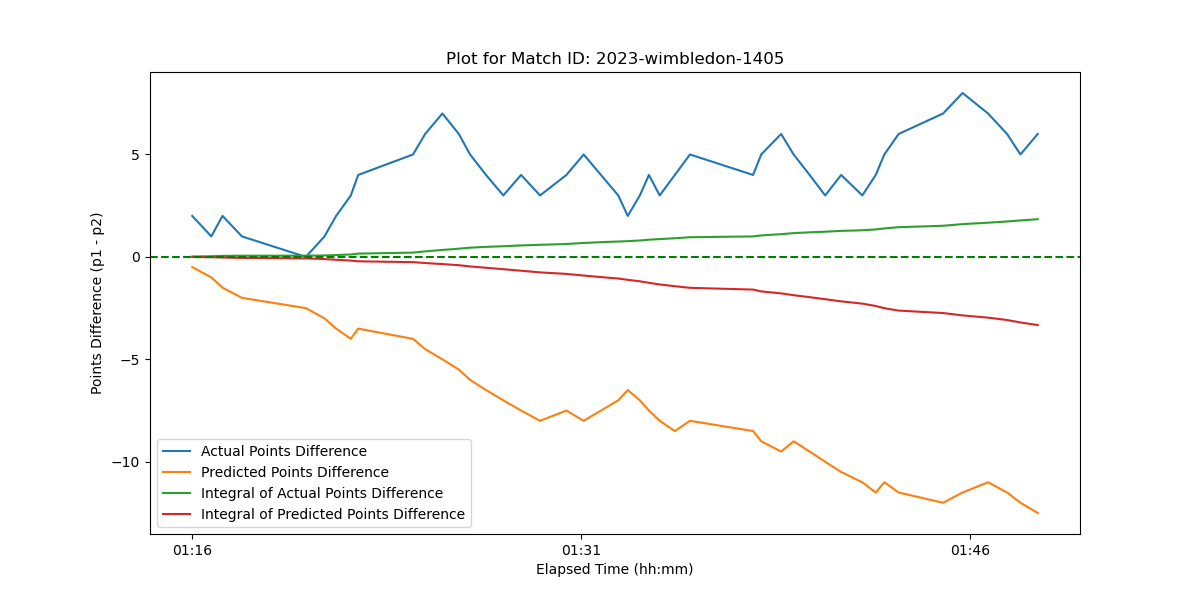 Plot for Match ID: 2023-wimbledon-1405
Points Difference (p1 - p2)
5
0
−5
−10
Actual Points Difference
Predicted Points Difference
Integral of Actual Points Difference
Integral of Predicted Points Difference
01:16
01:31
01:46
Elapsed Time (hh:mm)